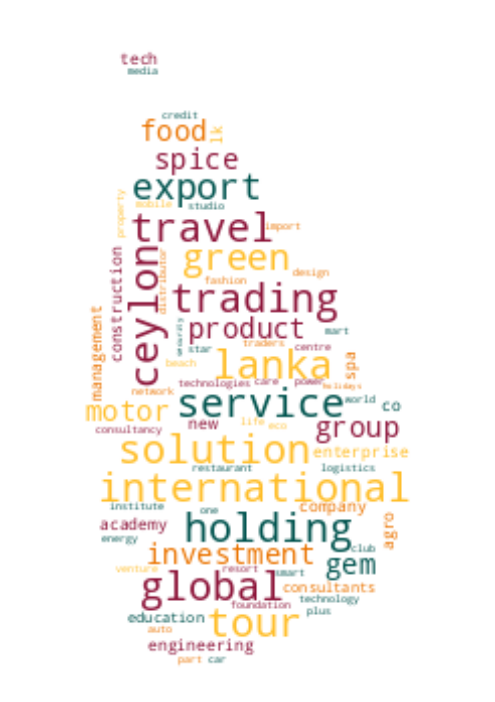 tech
media
credit
food
lk
spice
export
property
mobile
studio
travel
import
ceylon
construction
green
distributor
fashion
design
trading
management
product
security
mart
star
traders
centre
beach
lanka
spa
technologies
care
power
holidays
network
service
world
co
motor
consultancy
new
life
eco
group
solution
enterprise
restaurant
logistics
international
institute
one
company
academy
holding
agro
energy
investment
club
gem
venture
resort
smart
global
consultants
technology
foundation
plus
education
tour
auto
engineering
part
car